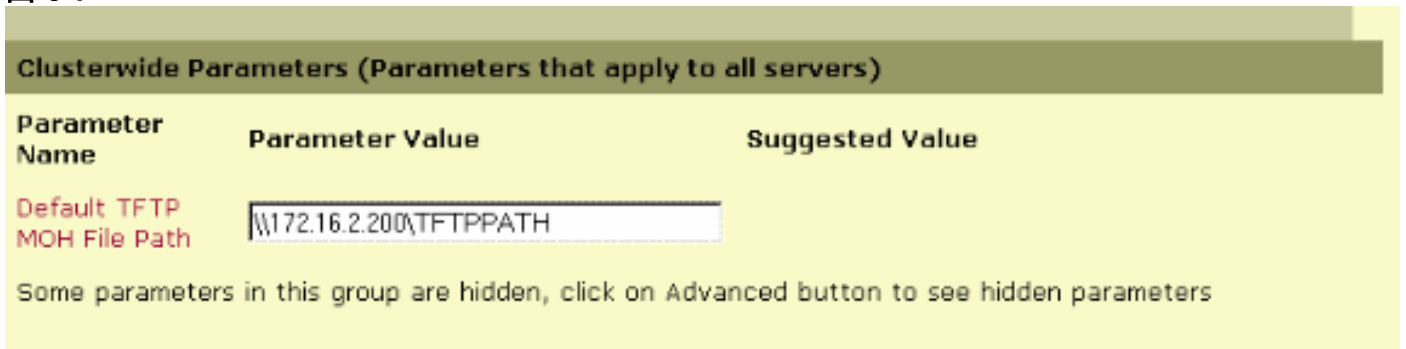 Clusterwide Parameters (Parameters that apply to all servers)
Parameter Name
Parameter Value
Suggested Value
Default TFTP MOH File Path
\\172.16.2.200\TFTPPATH
Some parameters in this group are hidden, click on Advanced button to see hidden parameters